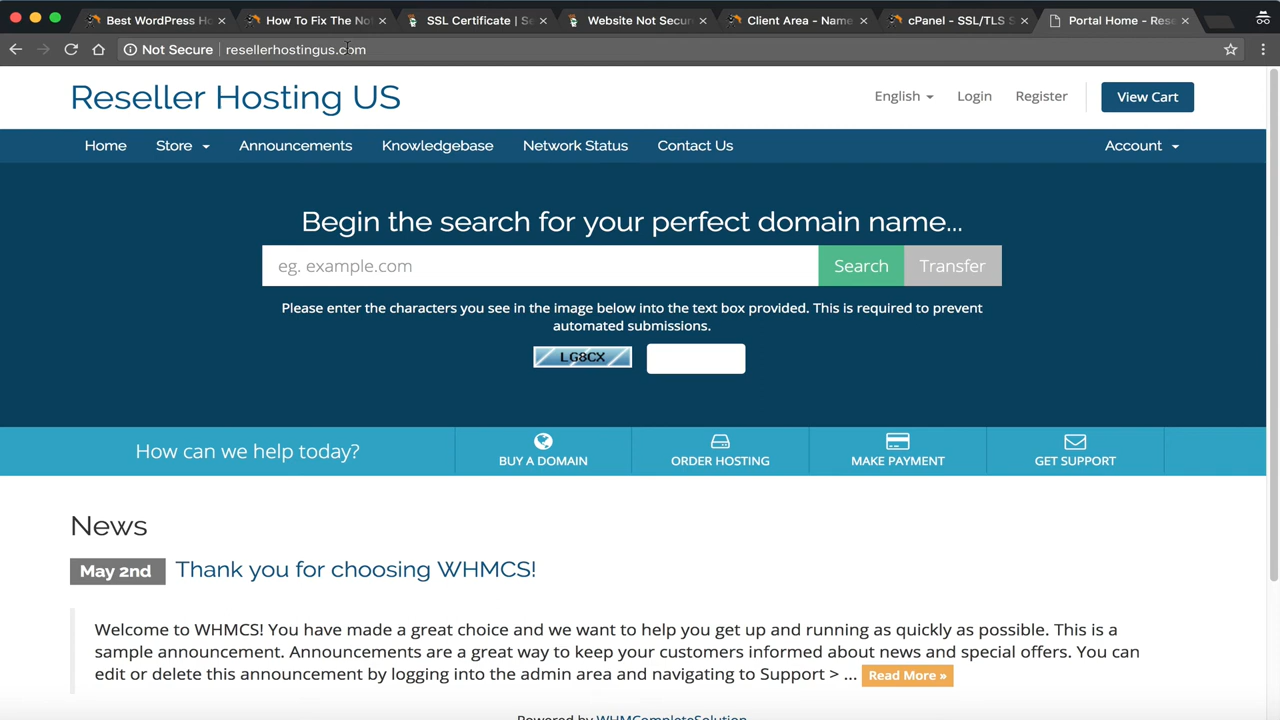 Best WordPress Ho
How To Fix The Not
SSL Certificate | Se
Website Not Secur
Client Area - Name
cPanel - SSL/TLS S
Portal Home - Rese
Not Secure
resellerhostingus.com
Reseller Hosting US
English
Login
Register
View Cart
Home
Store
Announcements
Knowledgebase
Network Status
Contact Us
Account
Begin the search for your perfect domain name...
eg. example.com
Search
Transfer
Please enter the characters you see in the image below into the text box provided. This is required to prevent
automated submissions.
LG8CX
How can we help today?
BUY A DOMAIN
ORDER HOSTING
MAKE PAYMENT
GET SUPPORT
News
May 2nd
Thank you for choosing WHMCS!
Welcome to WHMCS! You have made a great choice and we want to help you get up and running as quickly as possible. This is a
sample announcement. Announcements are a great way to keep your customers informed about news and special offers. You can
edit or delete this announcement by logging into the admin area and navigating to Support > ...
Read More »
Powered by WHMCompleteSolution